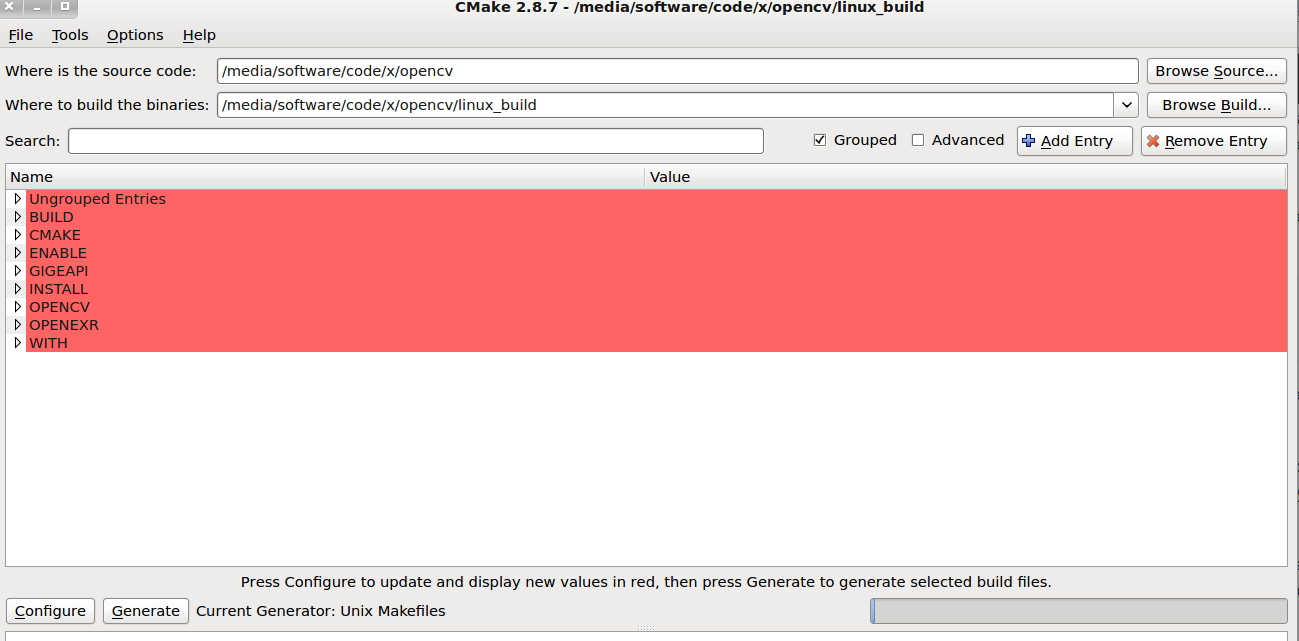 CMake 2.8.7 - /media/software/code/x/opencv/linux_build
File Tools Options Help
Where is the source code: /media/software/code/x/opencv Browse Source...
Where to build the binaries: /media/software/code/x/opencv/linux_build Browse Build...
Search: Grouped Advanced Add Entry Remove Entry
Name Value
Ungrouped Entries
BUILD
CMAKE
ENABLE
GIGEAPI
INSTALL
OPENCV
OPENEXR
WITH
Press Configure to update and display new values in red, then press Generate to generate selected build files.
Configure Generate Current Generator: Unix Makefiles